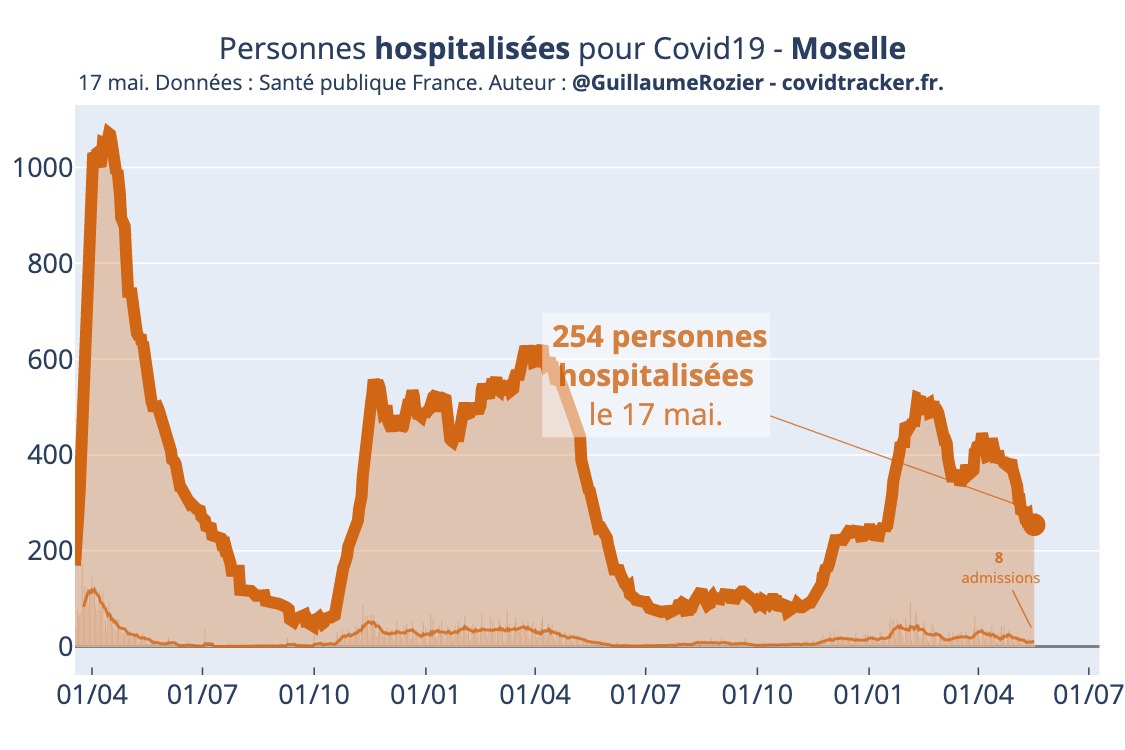 Personnes hospitalisées pour Covid19 - Moselle
17 mai. Données : Santé publique France. Auteur : @GuillaumeRozier - covidtracker.fr.
1000
800
600
400
200
0
254 personnes
hospitalisées
le 17 mai.
8
admissions
01/04 01/07 01/10 01/01 01/04 01/07 01/10 01/01 01/04 01/07